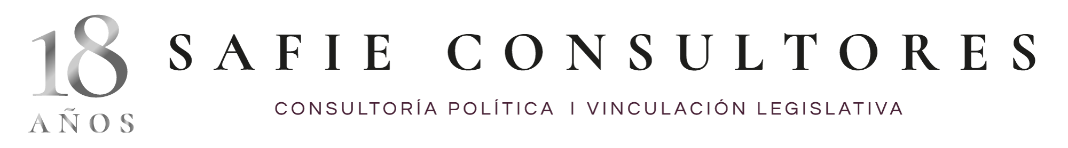 18
AÑOS
SAFIE CONSULTORES
CONSULTORÍA POLÍTICA I VINCULACIÓN LEGISLATIVA